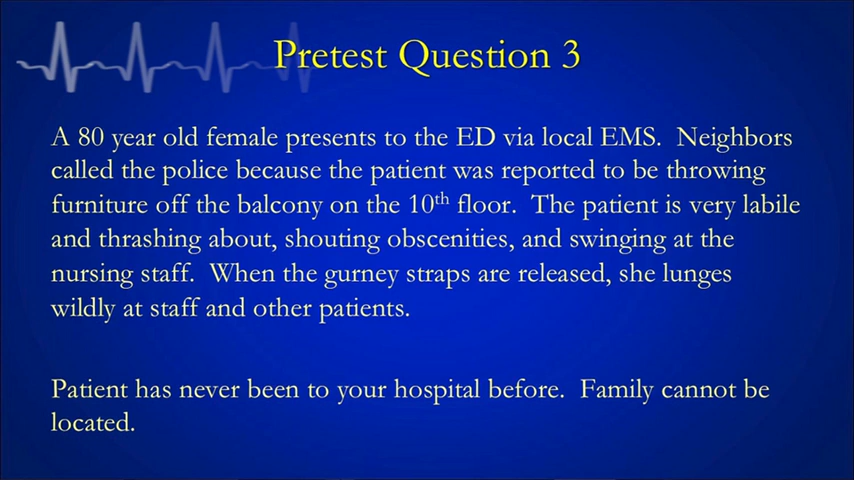 Pretest Question 3
A 80 year old female presents to the ED via local EMS.  Neighbors
called the police because the patient was reported to be throwing
furniture off the balcony on the 10th floor.  The patient is very labile
and thrashing about, shouting obscenities, and swinging at the
nursing staff.  When the gurney straps are released, she lunges
wildly at staff and other patients.
Patient has never been to your hospital before.  Family cannot be
located.